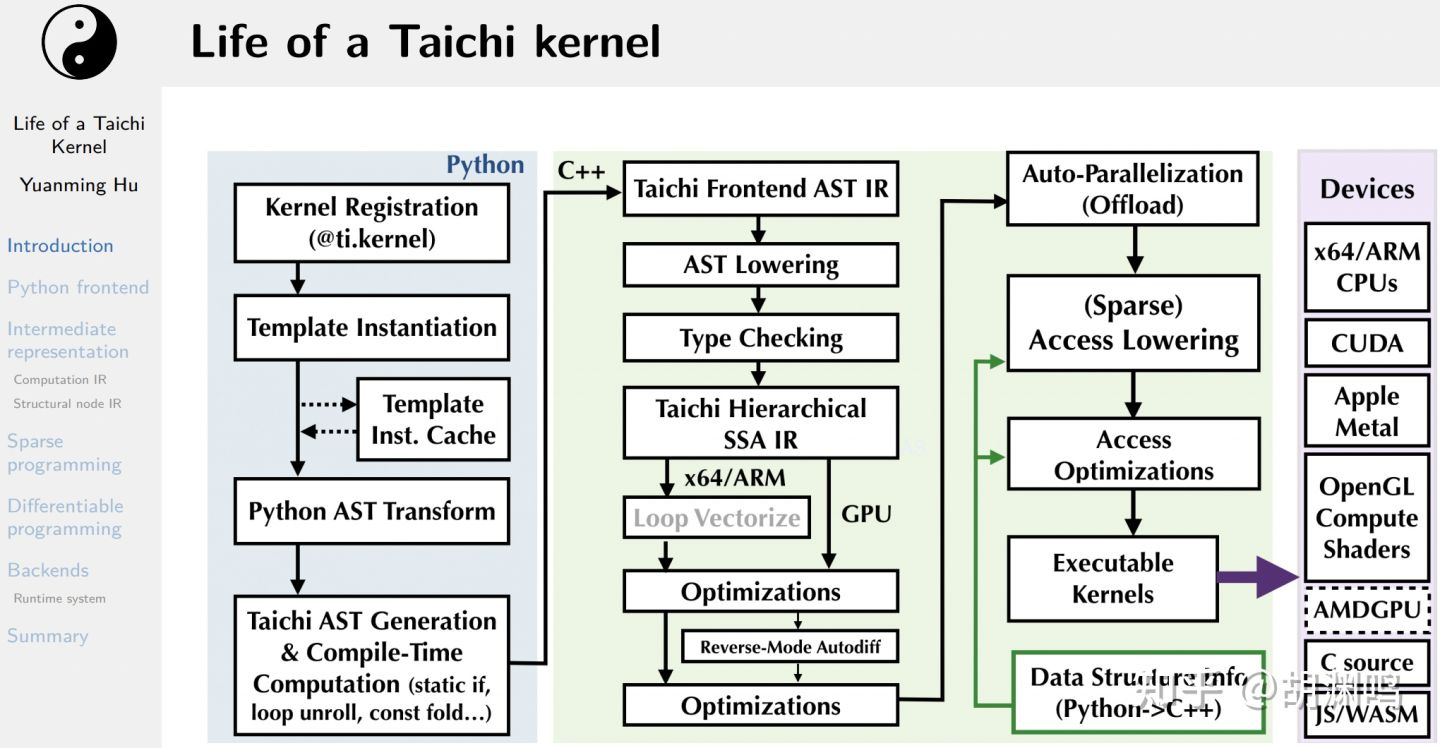 Life of a Taichi kernel
Life of a Taichi
Kernel
Yuanming Hu
Introduction
Python frontend
Intermediate
representation
Computation IR
Structural node IR
Sparse
programming
Differentiable
programming
Backends
Runtime system
Summary
Python
Kernel Registration
(@ti.kernel)
Template Instantiation
Template
Inst. Cache
Python AST Transform
Taichi AST Generation
& Compile-Time
Computation (static if,
loop unroll, const fold...)
C++
Taichi Frontend AST IR
AST Lowering
Type Checking
Taichi Hierarchical
SSA IR
x64/ARM
Loop Vectorize
GPU
Optimizations
Reverse-Mode Autodiff
Optimizations
Auto-Parallelization
(Offload)
(Sparse)
Access Lowering
Access
Optimizations
Executable
Kernels
Data Structure info
(Python->C++)
Devices
x64/ARM
CPUs
CUDA
Apple
Metal
OpenGL
Compute
Shaders
AMDGPU
C source
JS/WASM
知乎 @胡渊鸣